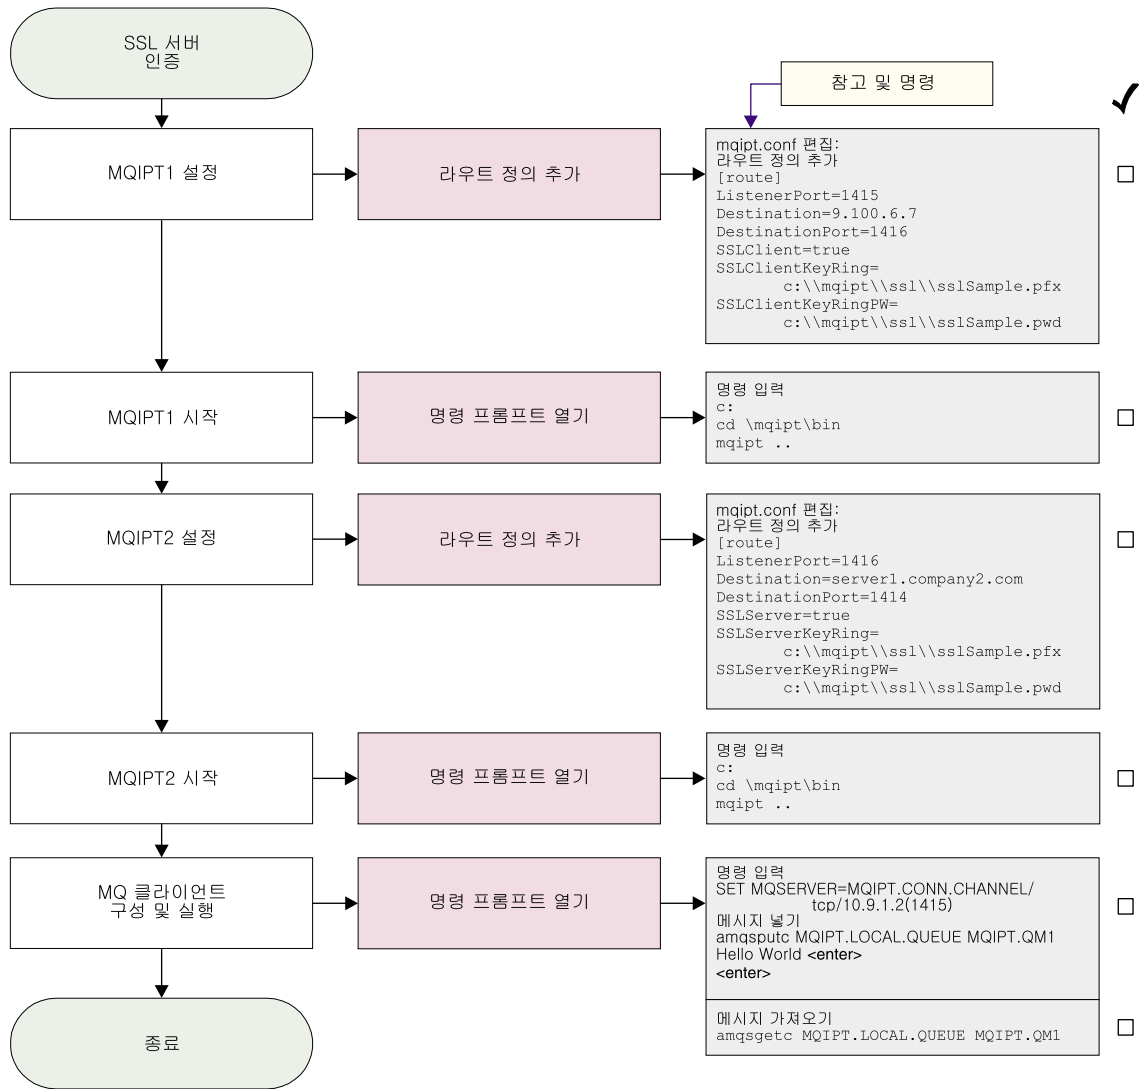 SSL 서버
인증
참고 및 명령
MQIPT1 설정
라우트 정의 추가
mqipt.conf 편집:
라우트 정의 추가
[route]
ListenerPort=1415
Destination=9.100.6.7
DestinationPort=1416
SSLClient=true
SSLClientKeyRing=
c:\\mqipt\\ssl\\sslSample.pfx
SSLClientKeyRingPW=
c:\\mqipt\\ssl\\sslSample.pwd
MQIPT1 시작
명령 프롬프트 열기
명령 입력
c:
cd \mqipt\bin
mqipt ..
MQIPT2 설정
라우트 정의 추가
mqipt.conf 편집:
라우트 정의 추가
[route]
ListenerPort=1416
Destination=server1.company2.com
DestinationPort=1414
SSLServer=true
SSLServerKeyRing=
c:\\mqipt\\ssl\\sslSample.pfx
SSLServerKeyRingPW=
c:\\mqipt\\ssl\\sslSample.pwd
MQIPT2 시작
명령 프롬프트 열기
명령 입력
c:
cd \mqipt\bin
mqipt ..
MQ 클라이언트
구성 및 실행
명령 프롬프트 열기
명령 입력
SET MQSERVER=MQIPT.CONN.CHANNEL/
tcp/10.9.1.2(1415)
메시지 넣기
amqsputc MQIPT.LOCAL.QUEUE MQIPT.QM1
Hello World <enter>
<enter>
메시지 가져오기
amqsgetc MQIPT.LOCAL.QUEUE MQIPT.QM1
종료